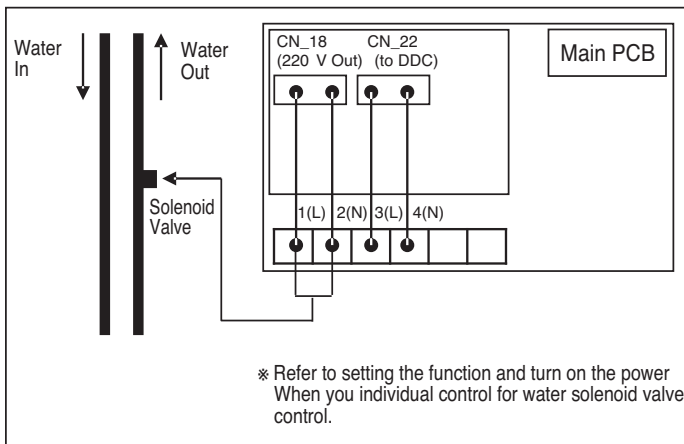 Water
In
Water
Out
CN_18
(220 V Out)
CN_22
(to DDC)
Main PCB
Solenoid
Valve
1(L) 2(N) 3(L) 4(N)
※ Refer to setting the function and turn on the power
When you individual control for water solenoid valve
control.